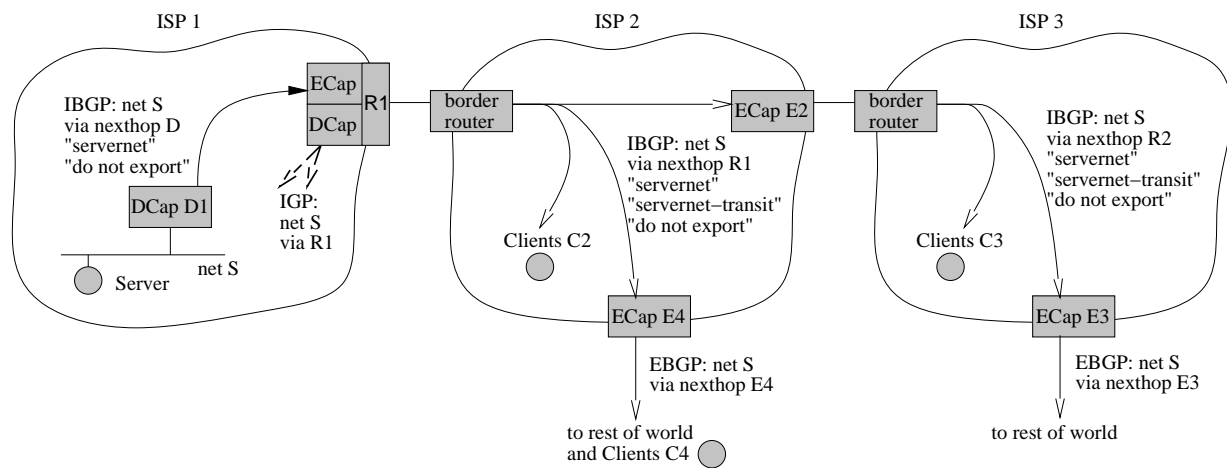 ISP 1
IBGP: net S
via nexthop D
"servernet"
"do not export"
ECap
DCap
R1
IGP:
net S
via R1
DCap D1
net S
Server
ISP 2
border
router
ECap E2
IBGP: net S
via nexthop R1
"servernet"
"servernet−transit"
"do not export"
Clients C2
ECap E4
EBGP: net S
via nexthop E4
to rest of world
and Clients C4
ISP 3
border
router
IBGP: net S
via nexthop R2
"servernet"
"servernet−transit"
"do not export"
Clients C3
ECap E3
EBGP: net S
via nexthop E3
to rest of world